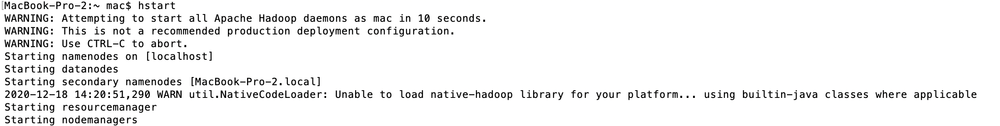 [MacBook-Pro-2:~ mac$ hstart
WARNING: Attempting to start all Apache Hadoop daemons as mac in 10 seconds.
WARNING: This is not a recommended production deployment configuration.
WARNING: Use CTRL-C to abort.
Starting namenodes on [localhost]
Starting datanodes
Starting secondary namenodes [MacBook-Pro-2.local]
2020-12-18 14:20:51,290 WARN util.NativeCodeLoader: Unable to load native-hadoop library for your platform... using builtin-java classes where applicable
Starting resourcemanager
Starting nodemanagers